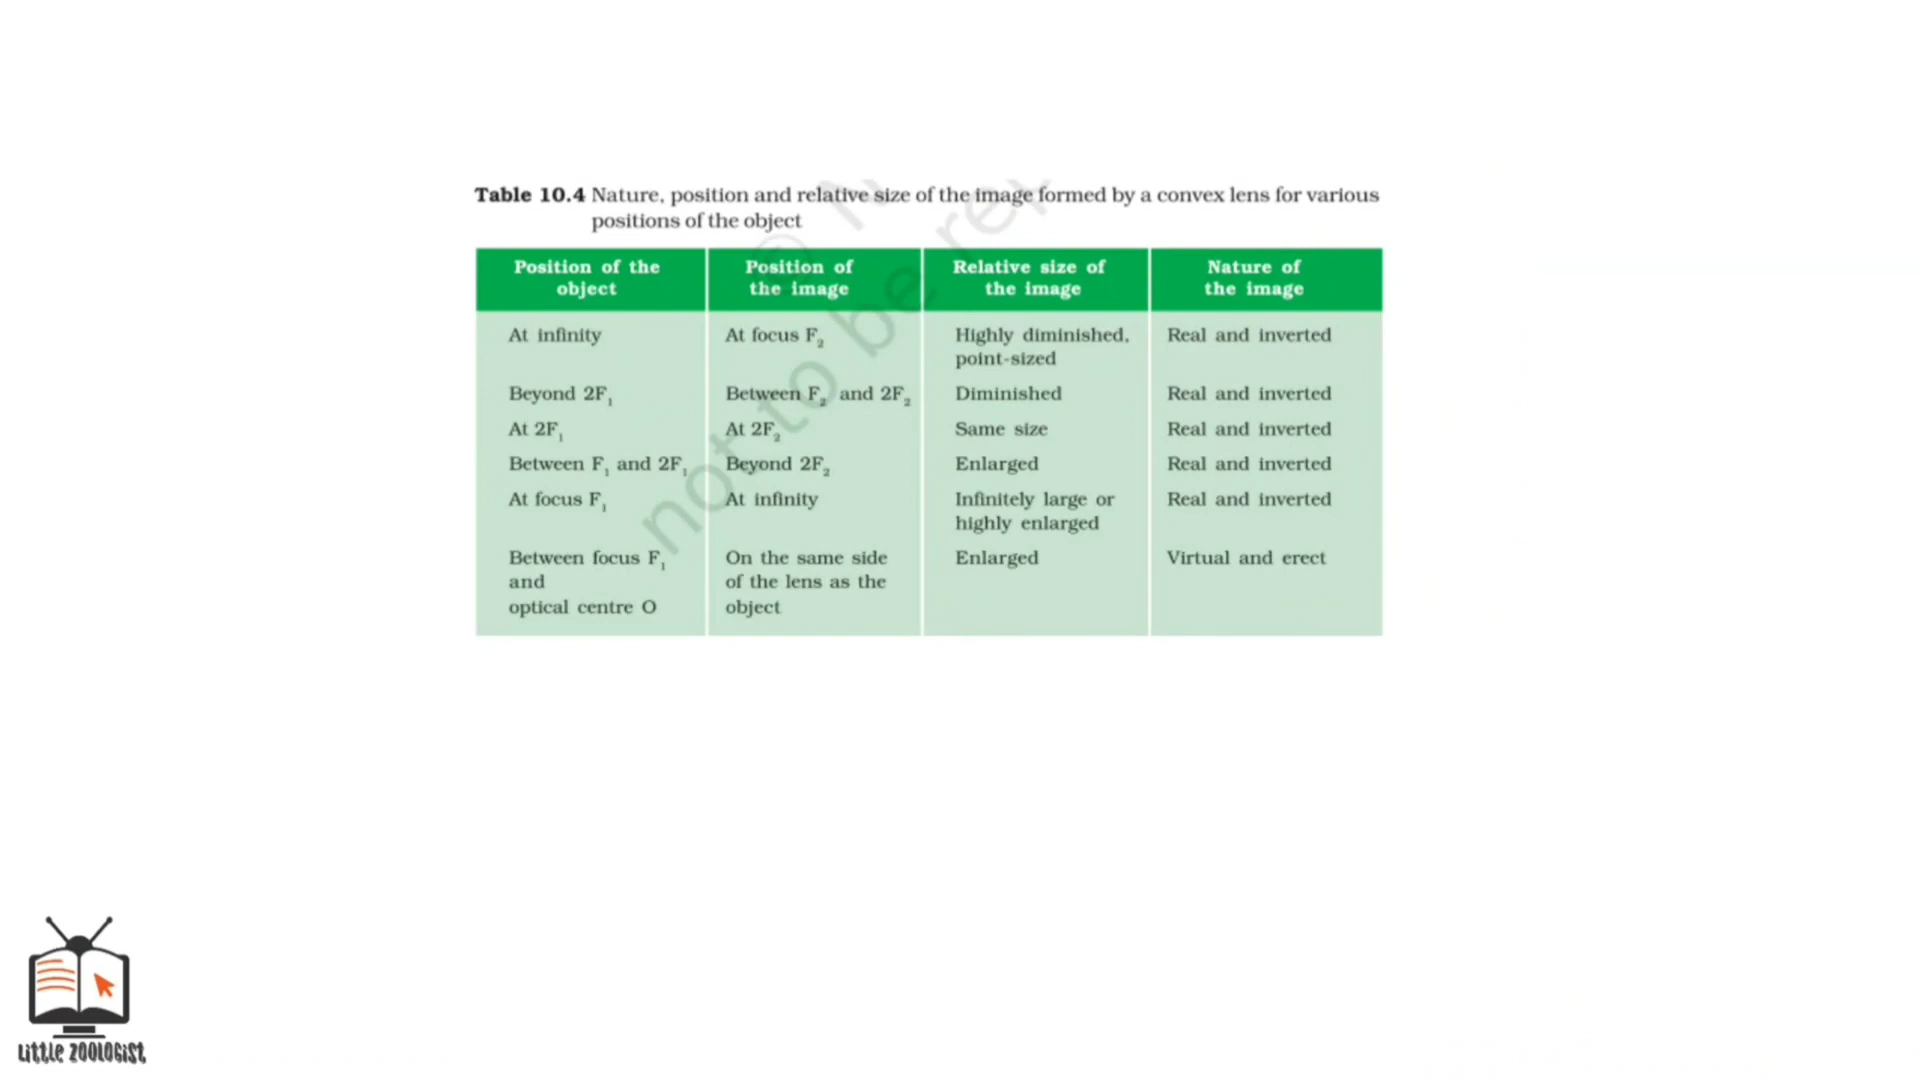 Table 10.4 Nature, position and relative size of the image formed by a convex lens for various
positions of the object
Position of the object | Position of the image | Relative size of the image | Nature of the image
At infinity | At focus F₂ | Highly diminished, point-sized | Real and inverted
Beyond 2F₁ | Between F₂ and 2F₂ | Diminished | Real and inverted
At 2F₁ | At 2F₂ | Same size | Real and inverted
Between F₁ and 2F₁ | Beyond 2F₂ | Enlarged | Real and inverted
At focus F₁ | At infinity | Infinitely large or highly enlarged | Real and inverted
Between focus F₁ and optical centre O | On the same side of the lens as the object | Enlarged | Virtual and erect
not to be
LITTLE ZOOLOGIST